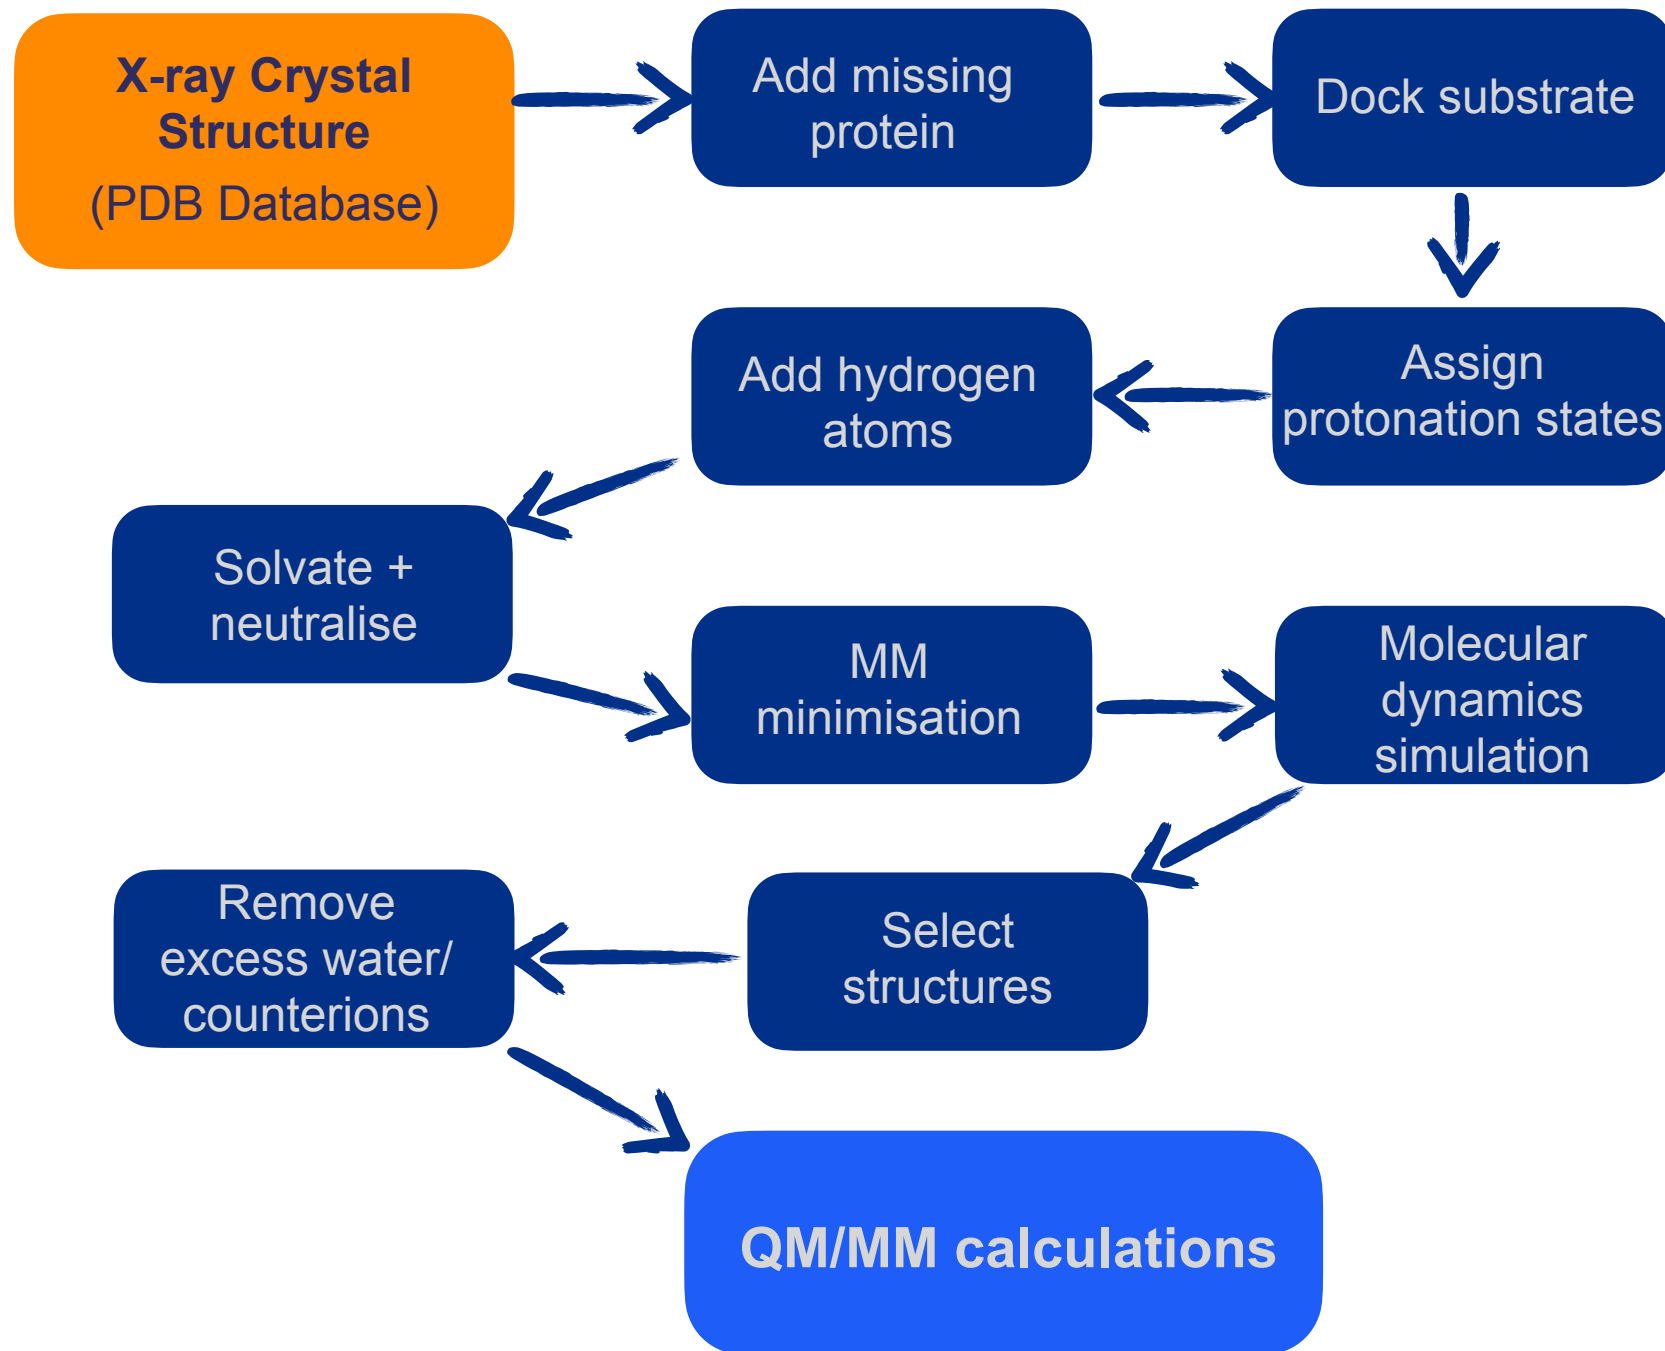 X-ray Crystal
Structure
(PDB Database)
Add missing
protein
Dock substrate
Assign
protonation states
Add hydrogen
atoms
Solvate +
neutralise
MM
minimisation
Molecular
dynamics
simulation
Select
structures
Remove
excess water/
counterions
QM/MM calculations